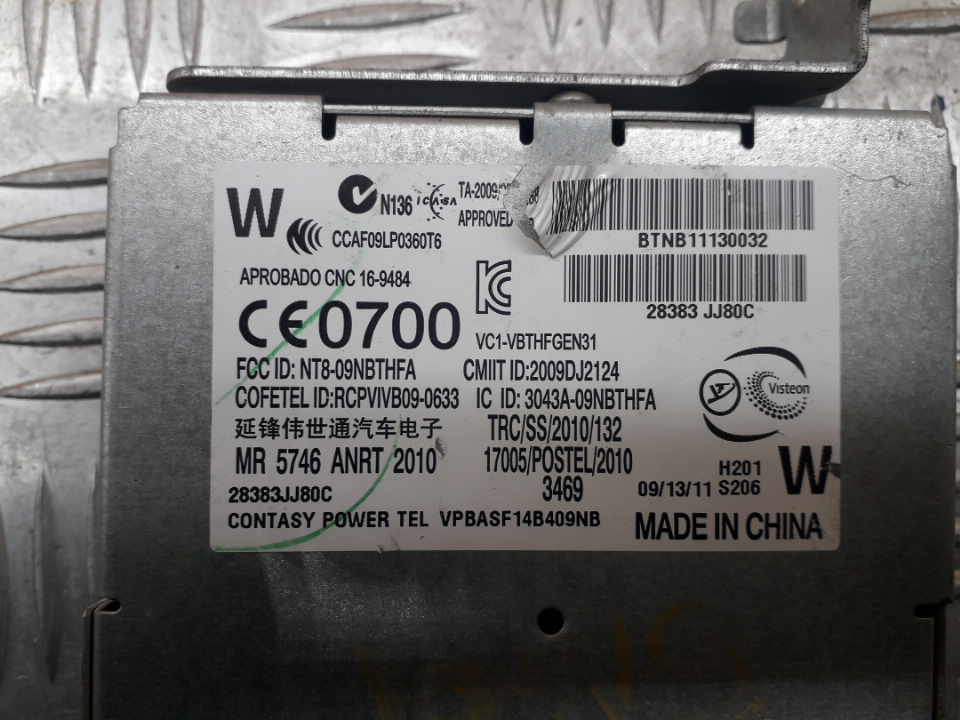 W N136 ICASA TA-2009
APPROVED
CCAF09LP0360T6
BTNB11130032
APROBADO CNC 16-9484
28383 JJ80C
CE0700
VC1-VBTHFGEN31
FCC ID: NT8-09NBTHFA CMIIT ID:2009DJ2124
COFETEL ID:RCPVIVB09-0633 IC ID: 3043A-09NBTHFA
Visteon
延锋伟世通汽车电子 TRC/SS/2010/132
MR 5746 ANRT 2010 17005/POSTEL/2010
H201 W
28383JJ80C 3469 09/13/11 S206
CONTASY POWER TEL VPBASF14B409NB MADE IN CHINA